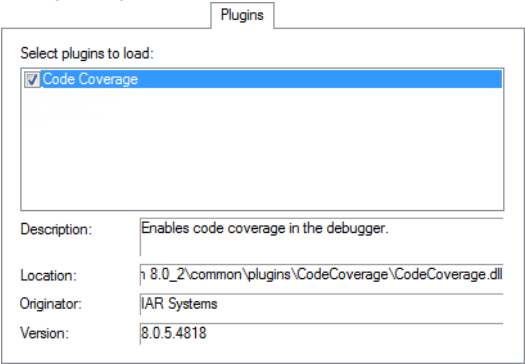 Plugins
Select plugins to load:
Code Coverage
Description: Enables code coverage in the debugger.
Location: 8.0_2\common\plugins\CodeCoverage\CodeCoverage.dll
Originator: IAR Systems
Version: 8.0.5.4818